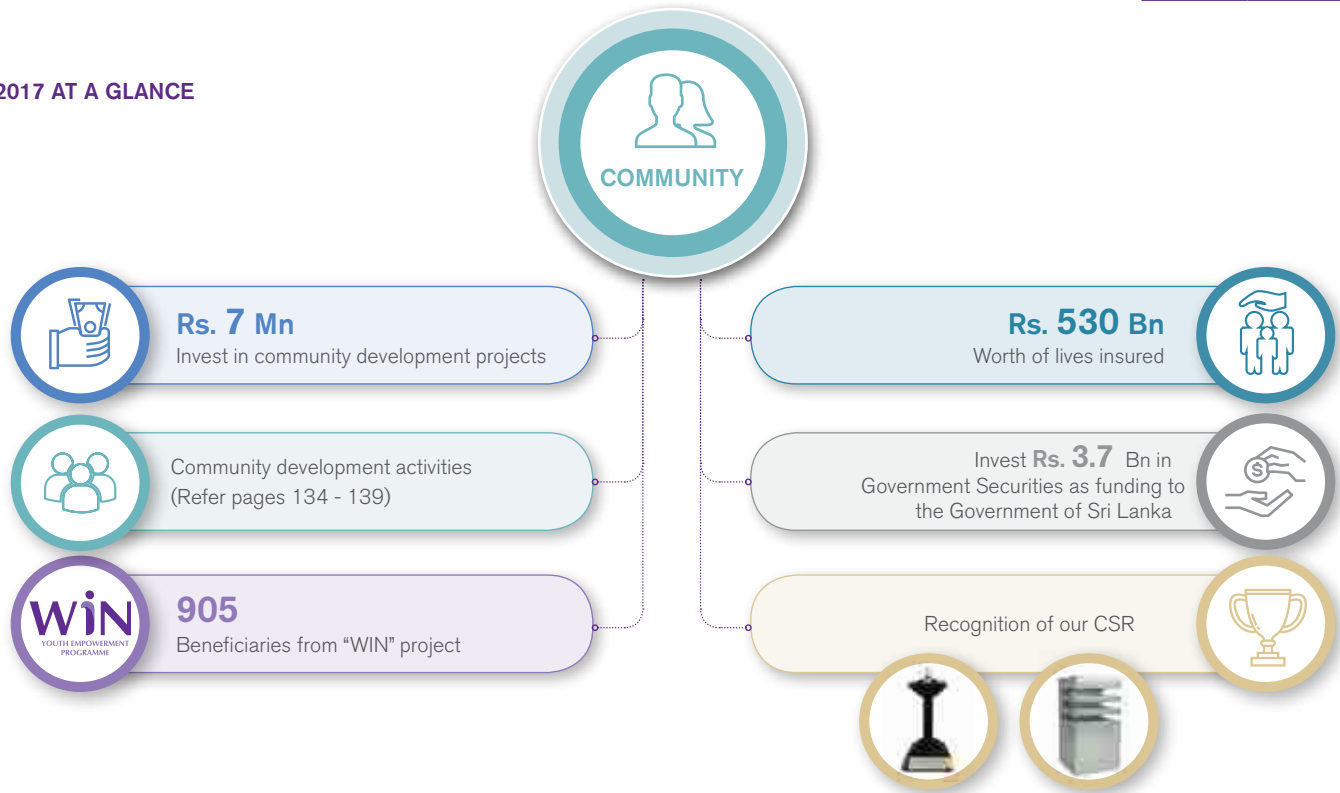 2017 AT A GLANCE
COMMUNITY
Rs. 7 Mn
Invest in community development projects
Community development activities
(Refer pages 134 - 139)
WiN
YOUTH EMPOWERMENT
PROGRAMME
905
Beneficiaries from “WIN” project
Rs. 530 Bn
Worth of lives insured
$
Invest Rs. 3.7 Bn in
Government Securities as funding to
the Government of Sri Lanka
Recognition of our CSR